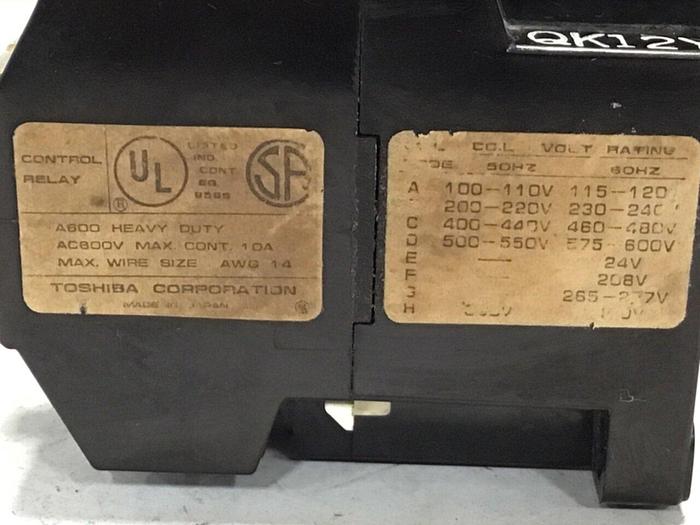 QK12Y
CONTROL
RELAY
UL
®
LISTED
IND.
CONT
EQ.
SA
A600 HEAVY DUTY
AC600V MAX. CONT. 10A
MAX. WIRE SIZE AWG 14
TOSHIBA CORPORATION
MADE IN JAPAN
VOLT RATING
50HZ 60HZ
A 100-110V 115-120
200-220V 230-240
C 400-440V 460-480V
D 500-550V 575-600V
E — 24V
F — 208V
G 265-277V
H